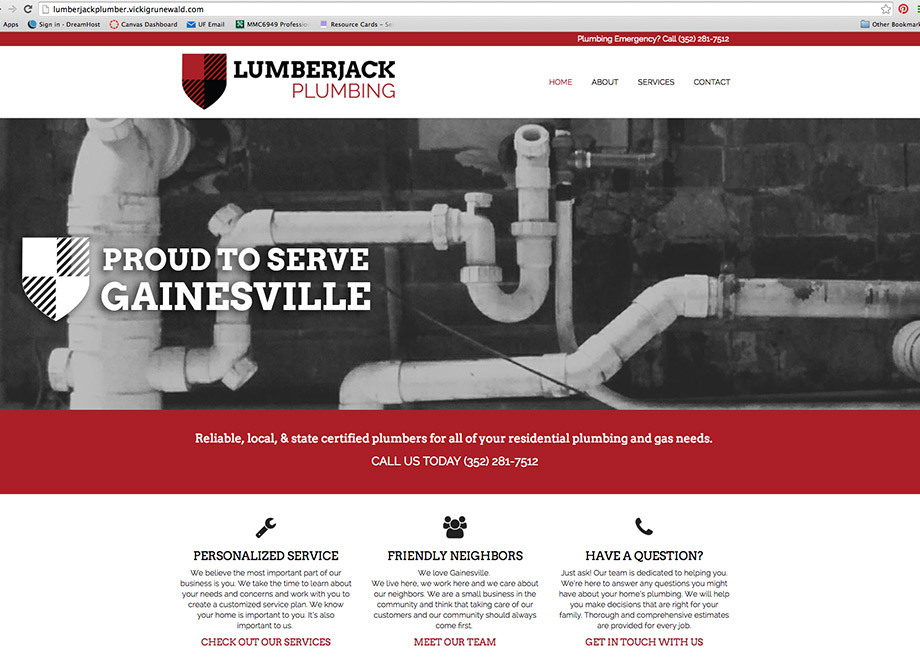 lumberjackplumber.vickigrunewald.com
Apps Sign in - DreamHost Canvas Dashboard UF Email MMC6949 Profession Resource Cards - Se Other Bookmark
Plumbing Emergency? Call (352) 281-7512
LUMBERJACK
PLUMBING
HOME ABOUT SERVICES CONTACT
PROUD TO SERVE
GAINESVILLE
Reliable, local, & state certified plumbers for all of your residential plumbing and gas needs.
CALL US TODAY (352) 281-7512
PERSONALIZED SERVICE
We believe the most important part of our
business is you. We take the time to learn about
your needs and concerns and work with you to
create a customized service plan. We know
your home is important to you. It's also
important to us.
CHECK OUT OUR SERVICES
FRIENDLY NEIGHBORS
We love Gainesville.
We live here, we work here and we care about
our neighbors. We are a small business in the
community and think that taking care of our
customers and our community should always
come first.
MEET OUR TEAM
HAVE A QUESTION?
Just ask! Our team is dedicated to helping you.
We're here to answer any questions you might
have about your home's plumbing. We will help
you make decisions that are right for your
family. Thorough and comprehensive estimates
are provided for every job.
GET IN TOUCH WITH US